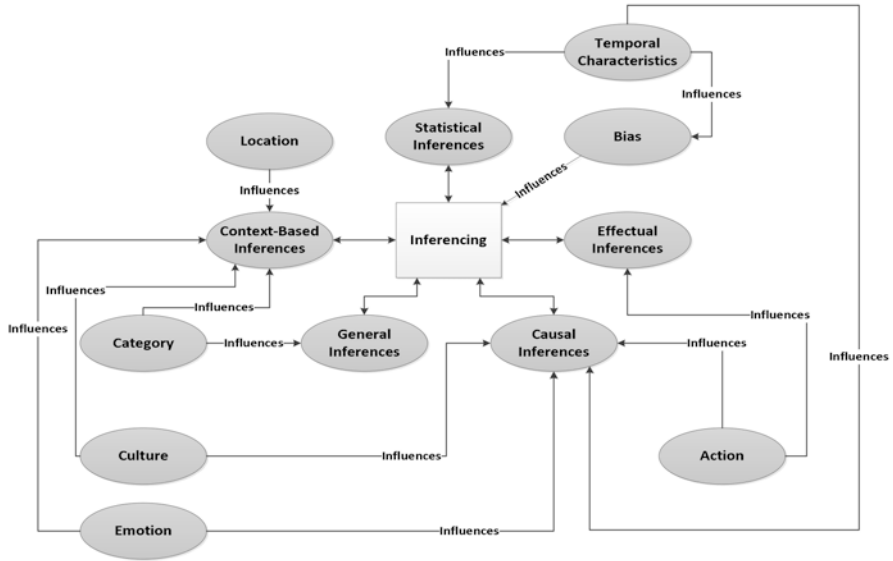 Temporal
Characteristics
Influences
Influences
Statistical
Inferences
Bias
Location
Influences
Influences
Context-Based
Inferences
Inferencing
Effectual
Inferences
Influences
Influences
Influences
Influences
Category
Influences
General
Inferences
Causal
Inferences
Influences
Influences
Influences
Culture
Influences
Action
Emotion
Influences